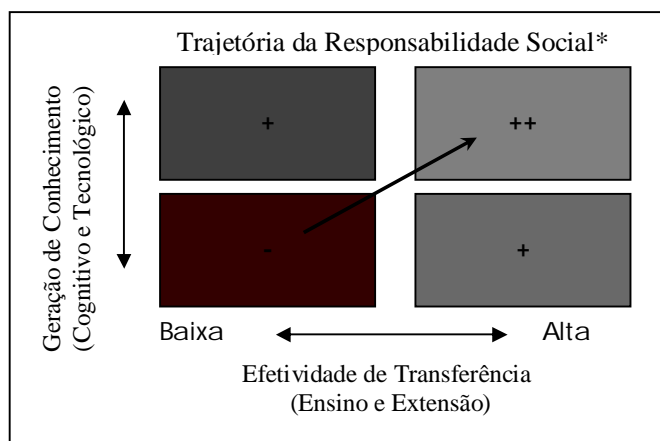 Trajetória da Responsabilidade Social*
Geração de Conhecimento
(Cognitivo e Tecnológico)
+
++
-
+
Baixa
Alta
Efetividade de Transferência
(Ensino e Extensão)